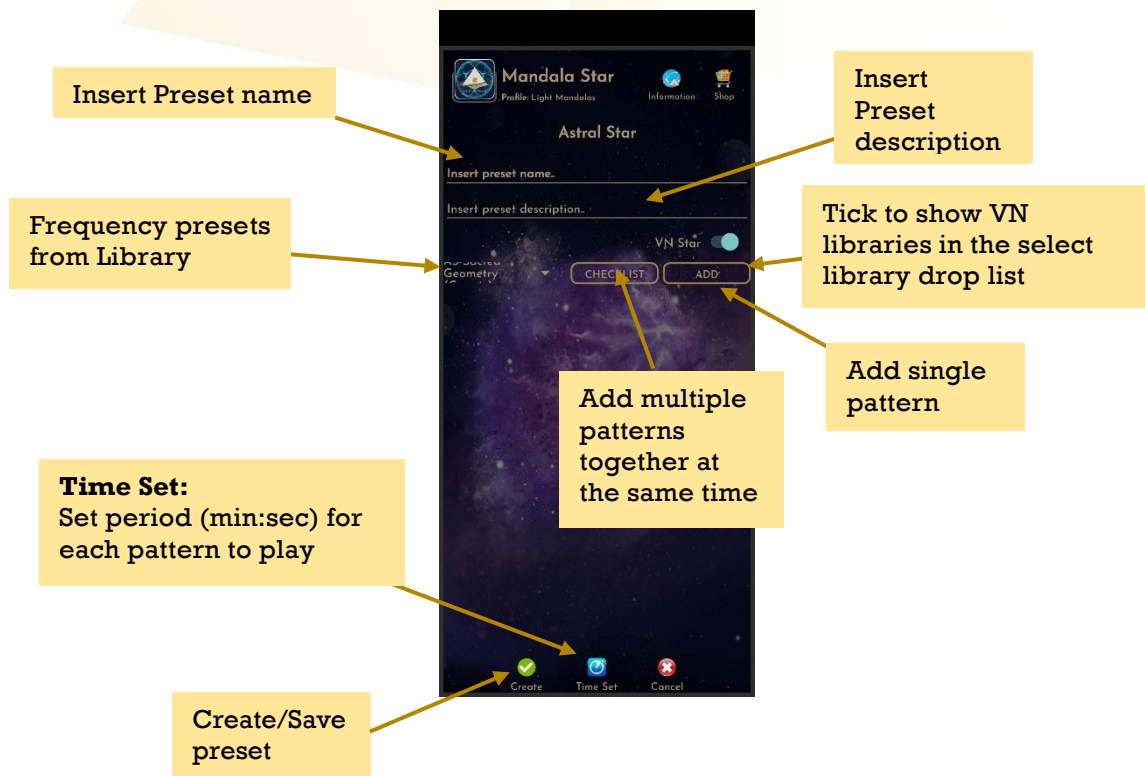 Mandala Star
Profile: Light Mandalas
Information
Shop
Astral Star
Insert preset name..
Insert preset description..
VN Star
Geometry
CHECKLIST
ADD
Create
Time Set
Cancel
Insert Preset name
Insert
Preset
description
Frequency presets
from Library
Tick to show VN
libraries in the select
library drop list
Add single
pattern
Add multiple
patterns
together at
the same time
Time Set:
Set period (min:sec) for
each pattern to play
Create/Save
preset